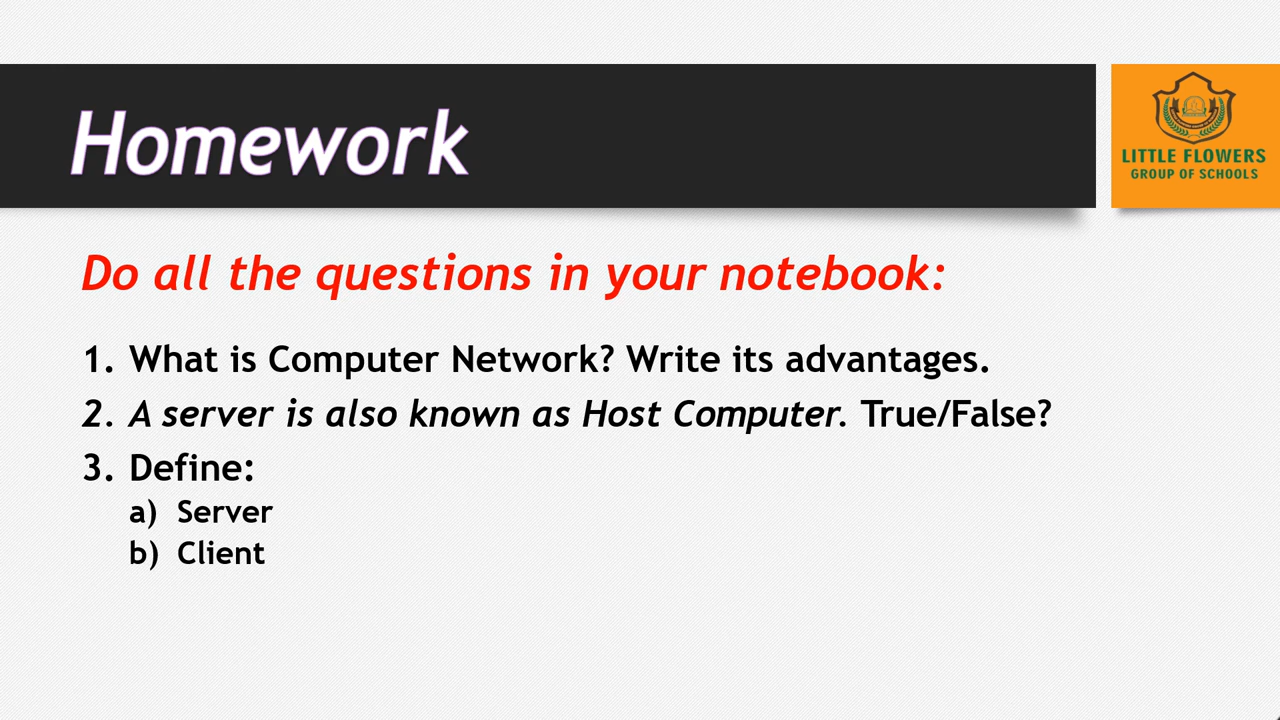 Homework
LITTLE FLOWERS
GROUP OF SCHOOLS
Do all the questions in your notebook:
1. What is Computer Network? Write its advantages.
2. A server is also known as Host Computer. True/False?
3. Define:
a) Server
b) Client